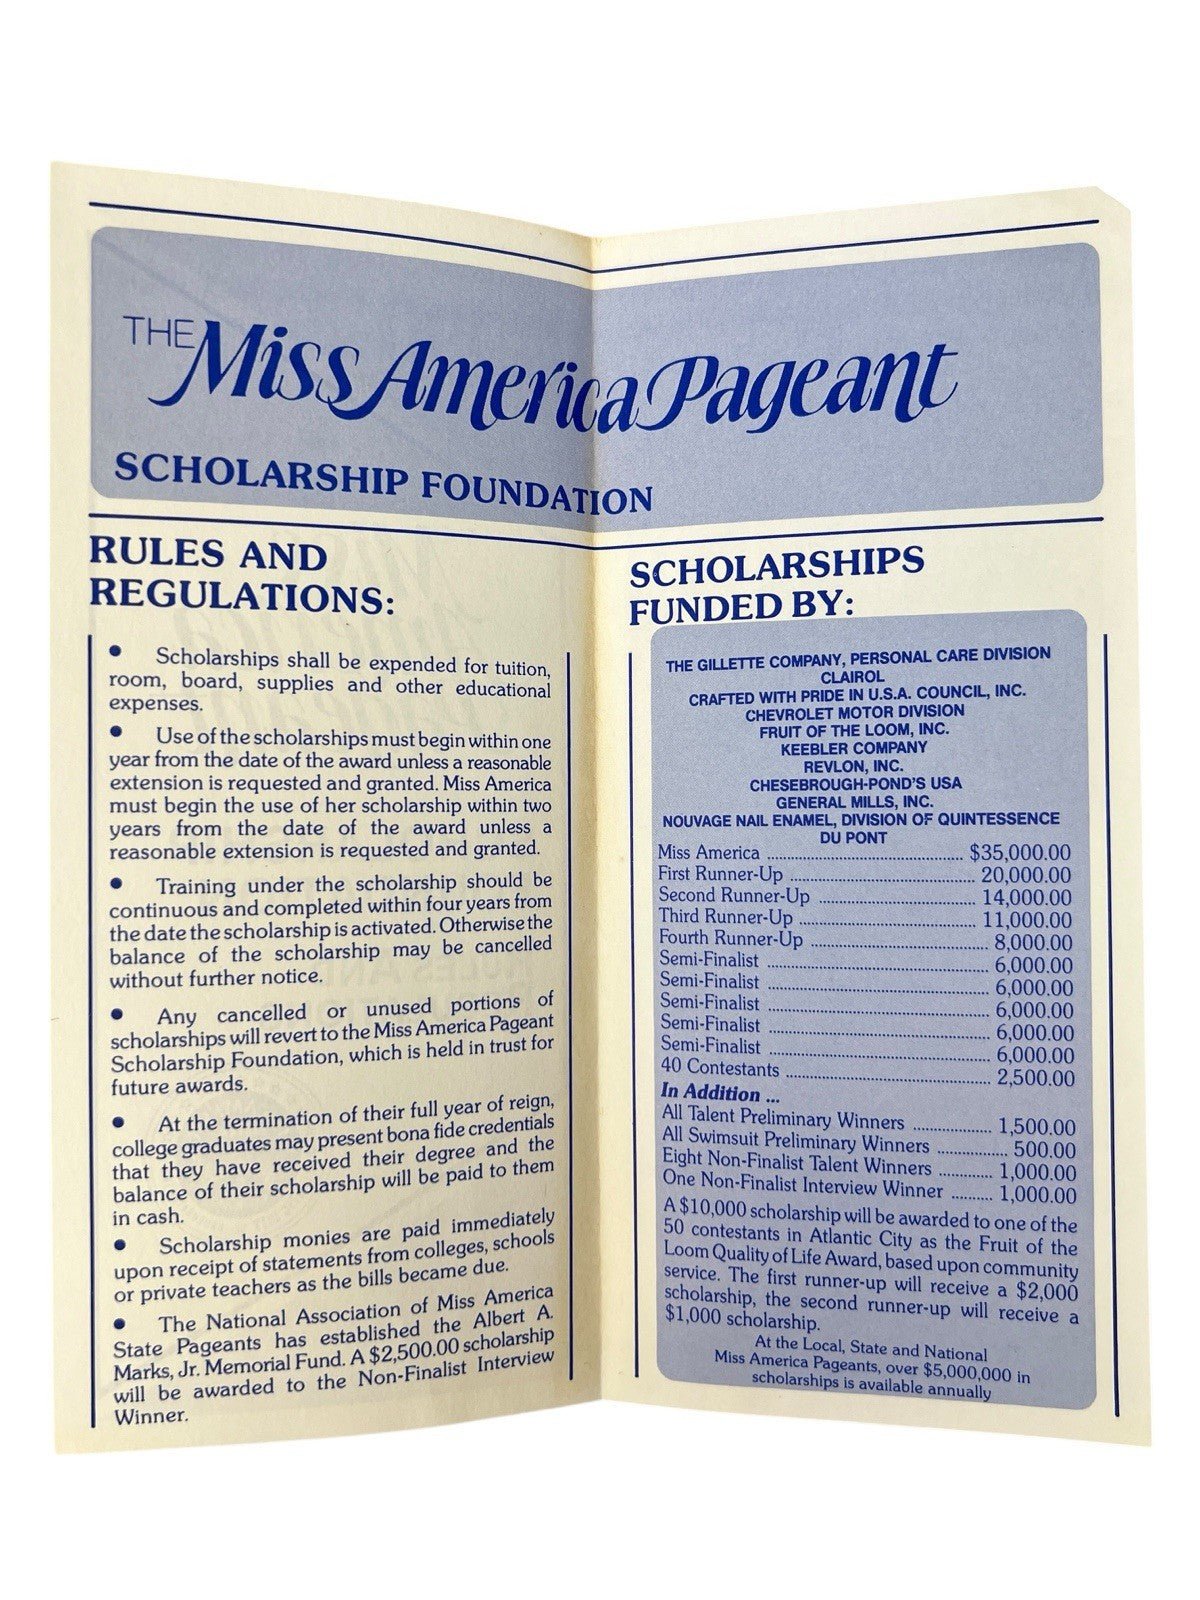 THE Miss America Pageant
SCHOLARSHIP FOUNDATION
RULES AND
REGULATIONS:
• Scholarships shall be expended for tuition,
room, board, supplies and other educational
expenses.
• Use of the scholarships must begin within one
year from the date of the award unless a reasonable
extension is requested and granted. Miss America
must begin the use of her scholarship within two
years from the date of the award unless a
reasonable extension is requested and granted.
• Training under the scholarship should be
continuous and completed within four years from
the date the scholarship is activated. Otherwise the
balance of the scholarship may be cancelled
without further notice.
• Any cancelled or unused portions of
scholarships will revert to the Miss America Pageant
Scholarship Foundation, which is held in trust for
future awards.
• At the termination of their full year of reign,
college graduates may present bona fide credentials
that they have received their degree and the
balance of their scholarship will be paid to them
in cash.
• Scholarship monies are paid immediately
upon receipt of statements from colleges, schools
or private teachers as the bills became due.
• The National Association of Miss America
State Pageants has established the Albert A.
Marks, Jr. Memorial Fund. A $2,500.00 scholarship
will be awarded to the Non-Finalist Interview
Winner.
SCHOLARSHIPS
FUNDED BY:
THE GILLETTE COMPANY, PERSONAL CARE DIVISION
CLAIROL
CRAFTED WITH PRIDE IN U.S.A. COUNCIL, INC.
CHEVROLET MOTOR DIVISION
FRUIT OF THE LOOM, INC.
KEEBLER COMPANY
REVLON, INC.
CHESEBROUGH-POND'S USA
GENERAL MILLS, INC.
NOUVAGE NAIL ENAMEL, DIVISION OF QUINTESSENCE
DU PONT
Miss America ........ $35,000.00
First Runner-Up ........ 20,000.00
Second Runner-Up ........ 14,000.00
Third Runner-Up ........ 11,000.00
Fourth Runner-Up ........ 8,000.00
Semi-Finalist ........ 6,000.00
Semi-Finalist ........ 6,000.00
Semi-Finalist ........ 6,000.00
Semi-Finalist ........ 6,000.00
Semi-Finalist ........ 6,000.00
40 Contestants ........ 2,500.00
In Addition ...
All Talent Preliminary Winners ........ 1,500.00
All Swimsuit Preliminary Winners ........ 500.00
Eight Non-Finalist Talent Winners ........ 1,000.00
One Non-Finalist Interview Winner ........ 1,000.00
A $10,000 scholarship will be awarded to one of the
50 contestants in Atlantic City as the Fruit of the
Loom Quality of Life Award, based upon community
service. The first runner-up will receive a $2,000
scholarship, the second runner-up will receive a
$1,000 scholarship.
At the Local, State and National
Miss America Pageants, over $5,000,000 in
scholarships is available annually